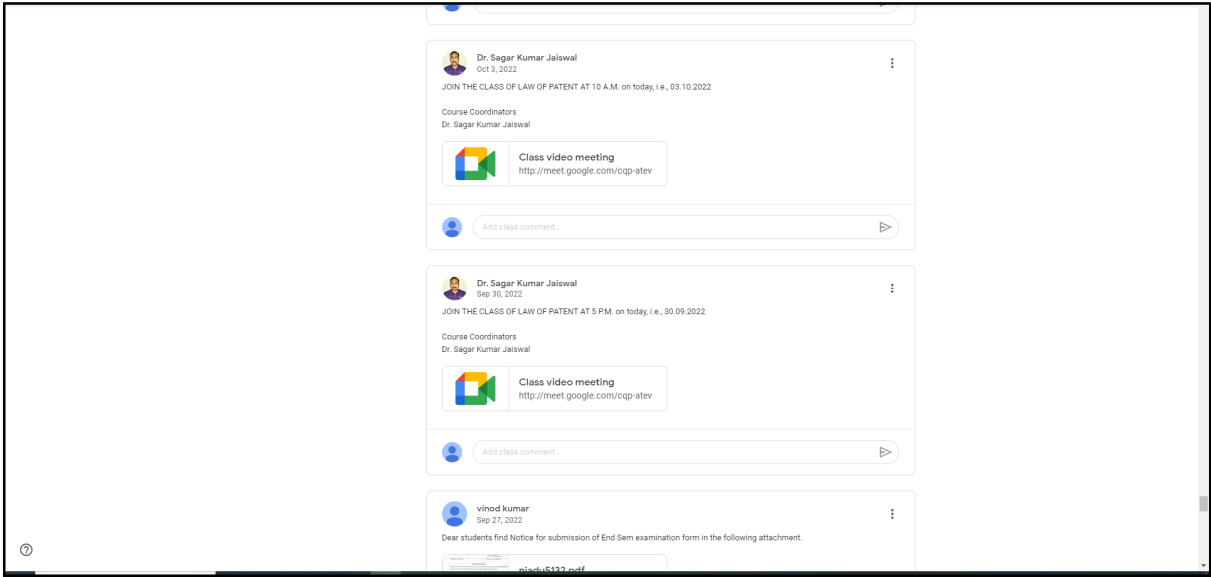 Dr. Sagar Kumar Jaiswal
Oct 3, 2022
JOIN THE CLASS OF LAW OF PATENT AT 10 A.M. on today, i.e., 03.10.2022
Course Coordinators
Dr. Sagar Kumar Jaiswal
Class video meeting
http://meet.google.com/cqp-atev
Add class comment...
Dr. Sagar Kumar Jaiswal
Sep 30, 2022
JOIN THE CLASS OF LAW OF PATENT AT 5 P.M. on today, i.e., 30.09.2022
Course Coordinators
Dr. Sagar Kumar Jaiswal
Class video meeting
http://meet.google.com/cqp-atev
Add class comment...
vinod kumar
Sep 27, 2022
Dear students find Notice for submission of End Sem examination form in the following attachment.